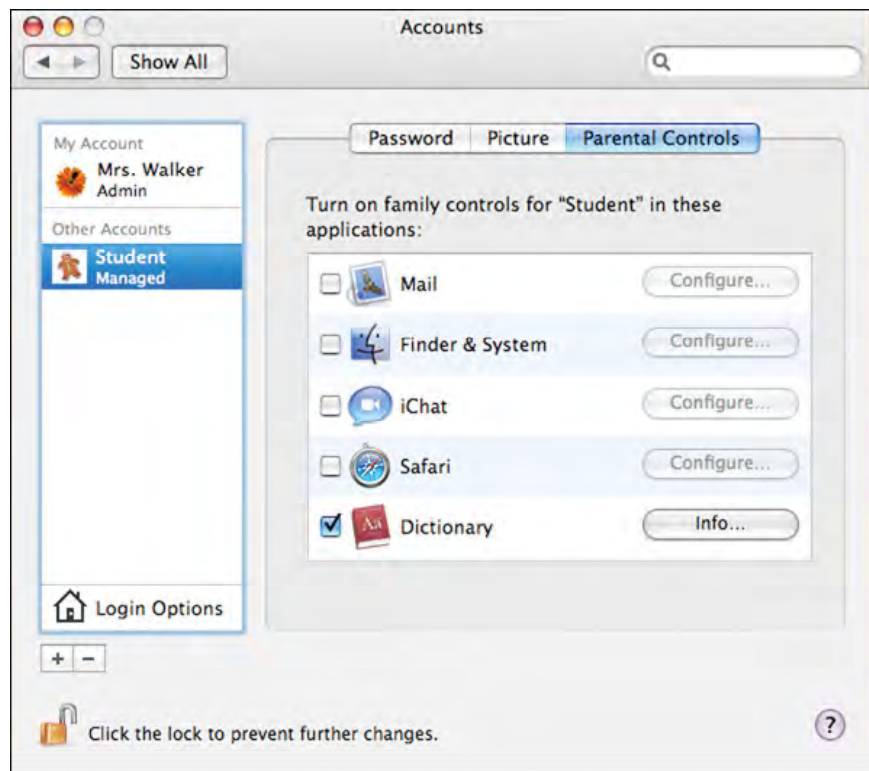 Accounts
Show All
My Account
Mrs. Walker
Admin
Other Accounts
Student
Managed
Login Options
Password Picture Parental Controls
Turn on family controls for "Student" in these
applications:
Mail Configure...
Finder & System Configure...
iChat Configure...
Safari Configure...
Aa Dictionary Info...
+ −
Click the lock to prevent further changes.
?